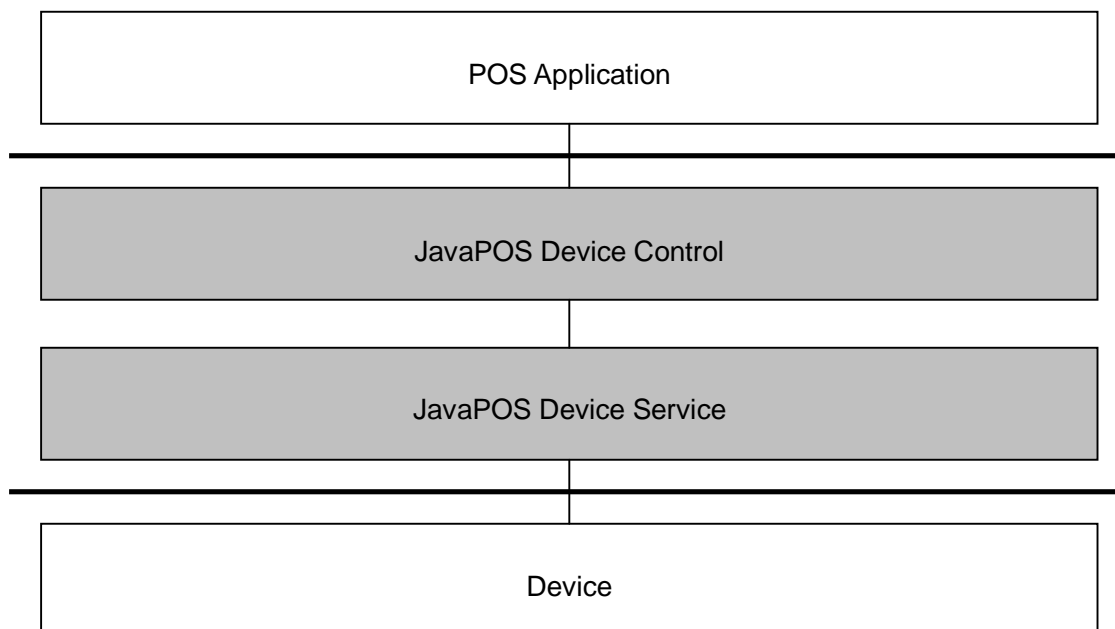 POS Application
JavaPOS Device Control
JavaPOS Device Service
Device